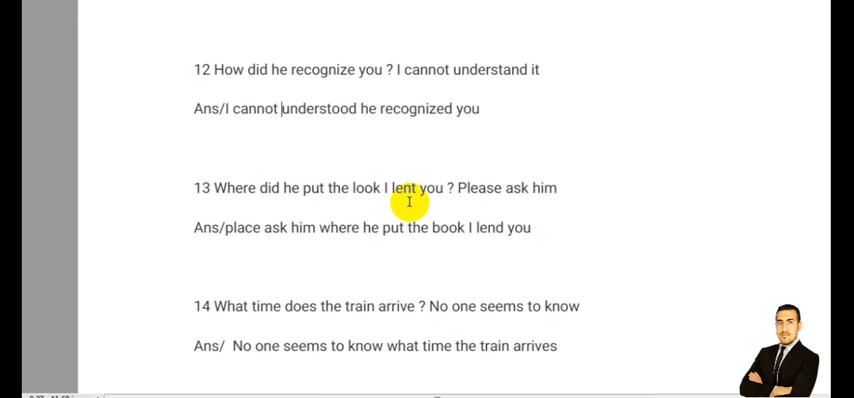 12 How did he recognize you ? I cannot understand it
Ans/I cannot understood he recognized you
13 Where did he put the look I lent you ? Please ask him
Ans/place ask him where he put the book I lend you
14 What time does the train arrive ? No one seems to know
Ans/ No one seems to know what time the train arrives